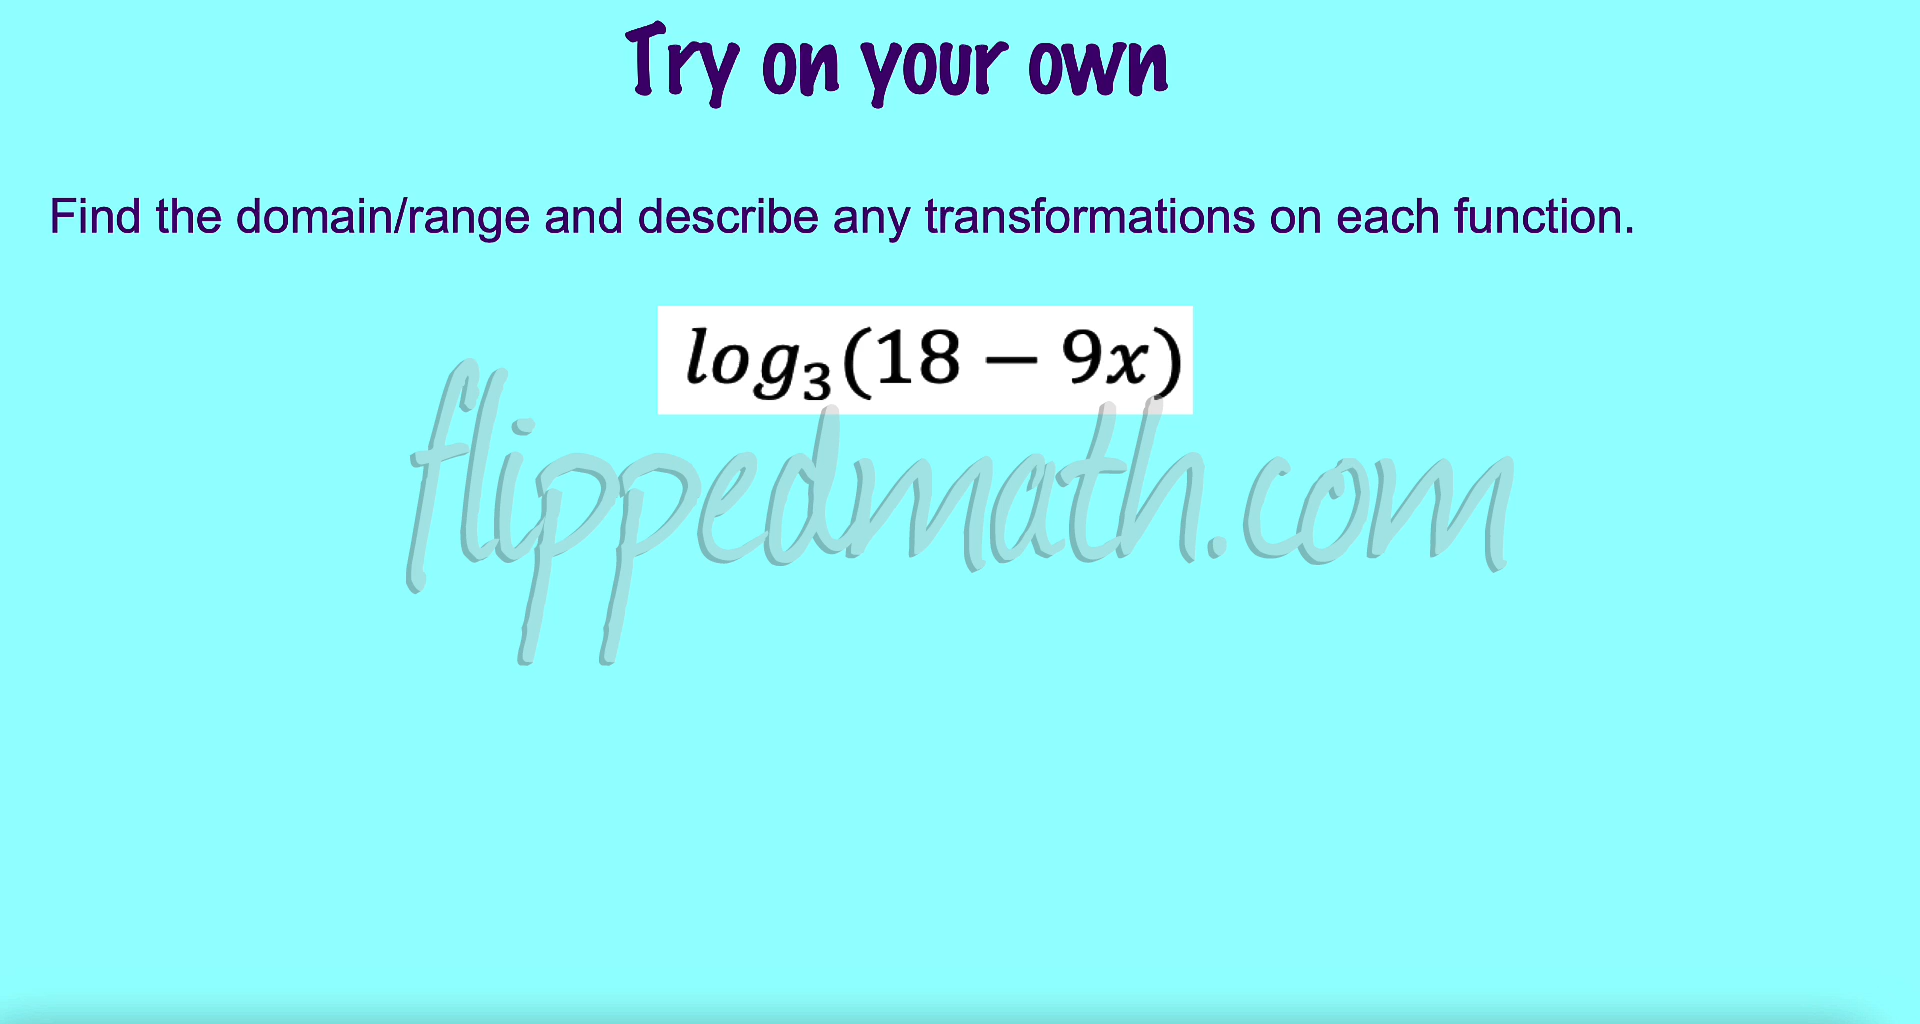 Try on your own
Find the domain/range and describe any transformations on each function.
log₃(18 − 9x)
flippedmath.com